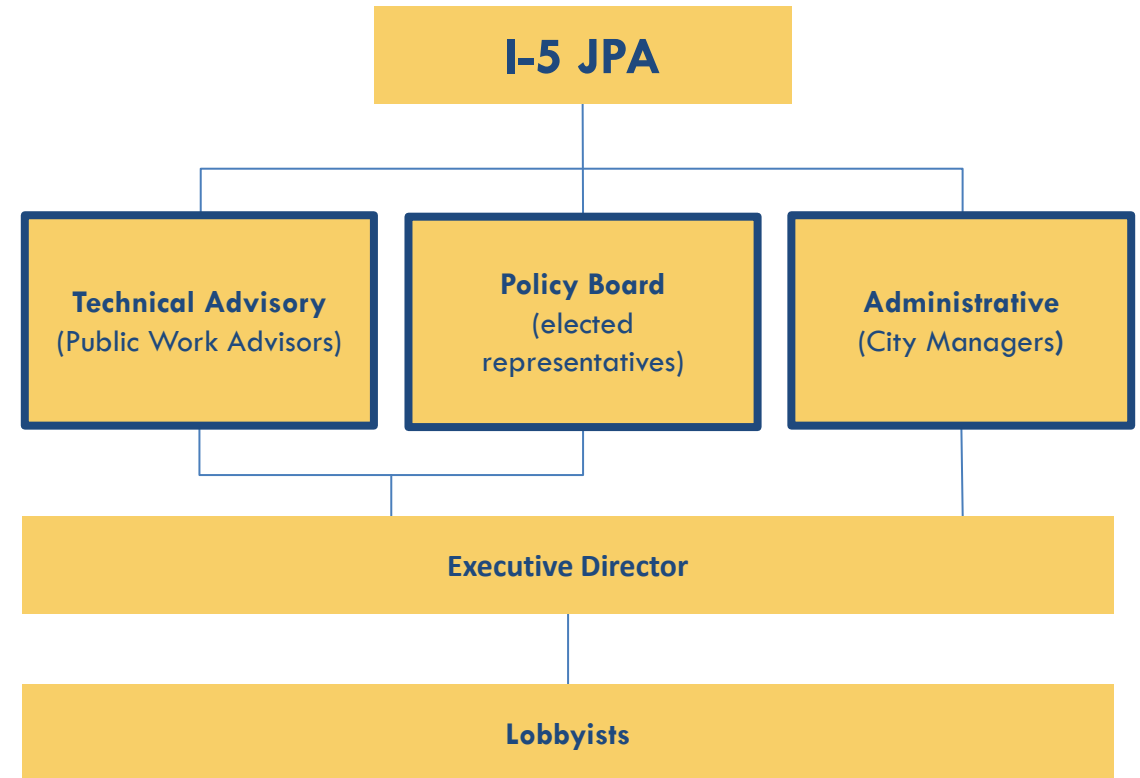 I-5 JPA
Technical Advisory
(Public Work Advisors)
Policy Board
(elected
representatives)
Administrative
(City Managers)
Executive Director
Lobbyists